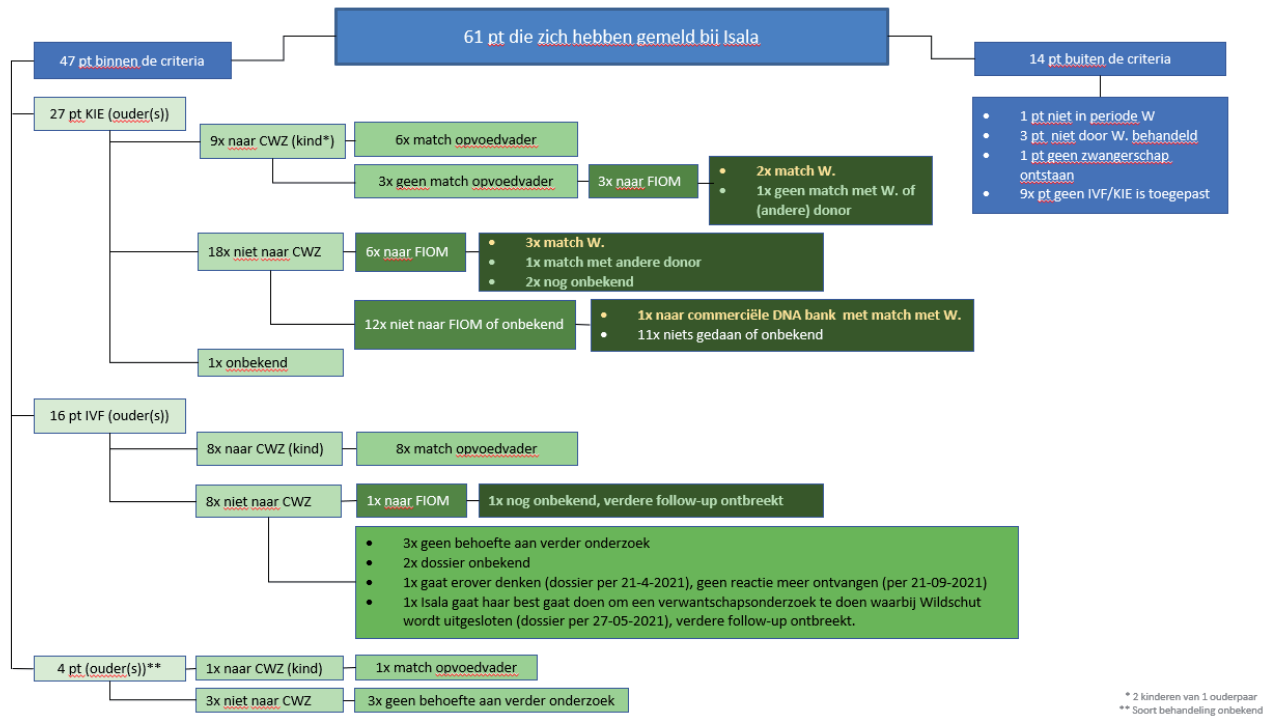 61 pt die zich hebben gemeld bij Isala
47 pt binnen de criteria
14 pt buiten de criteria
• 1 pt niet in periode W
• 3 pt niet door W. behandeld
• 1 pt geen zwangerschap
ontstaan
• 9x pt geen IVF/KIE is toegepast
27 pt KIE (ouder(s))
9x naar CWZ (kind*)
6x match opvoedvader
3x geen match opvoedvader
3x naar FIOM
• 2x match W.
• 1x geen match met W. of
(andere) donor
18x niet naar CWZ
6x naar FIOM
• 3x match W.
• 1x match met andere donor
• 2x nog onbekend
12x niet naar FIOM of onbekend
• 1x naar commerciële DNA bank met match met W.
• 11x niets gedaan of onbekend
1x onbekend
16 pt IVF (ouder(s))
8x naar CWZ (kind)
8x match opvoedvader
8x niet naar CWZ
1x naar FIOM
1x nog onbekend, verdere follow-up ontbreekt
• 3x geen behoefte aan verder onderzoek
• 2x dossier onbekend
• 1x gaat erover denken (dossier per 21-4-2021), geen reactie meer ontvangen (per 21-09-2021)
• 1x Isala gaat haar best gaat doen om een verwantschapsonderzoek te doen waarbij Wildschut
wordt uitgesloten (dossier per 27-05-2021), verdere follow-up ontbreekt.
4 pt (ouder(s))**
1x naar CWZ (kind)
1x match opvoedvader
3x niet naar CWZ
3x geen behoefte aan verder onderzoek
* 2 kinderen van 1 ouderpaar
** Soort behandeling onbekend